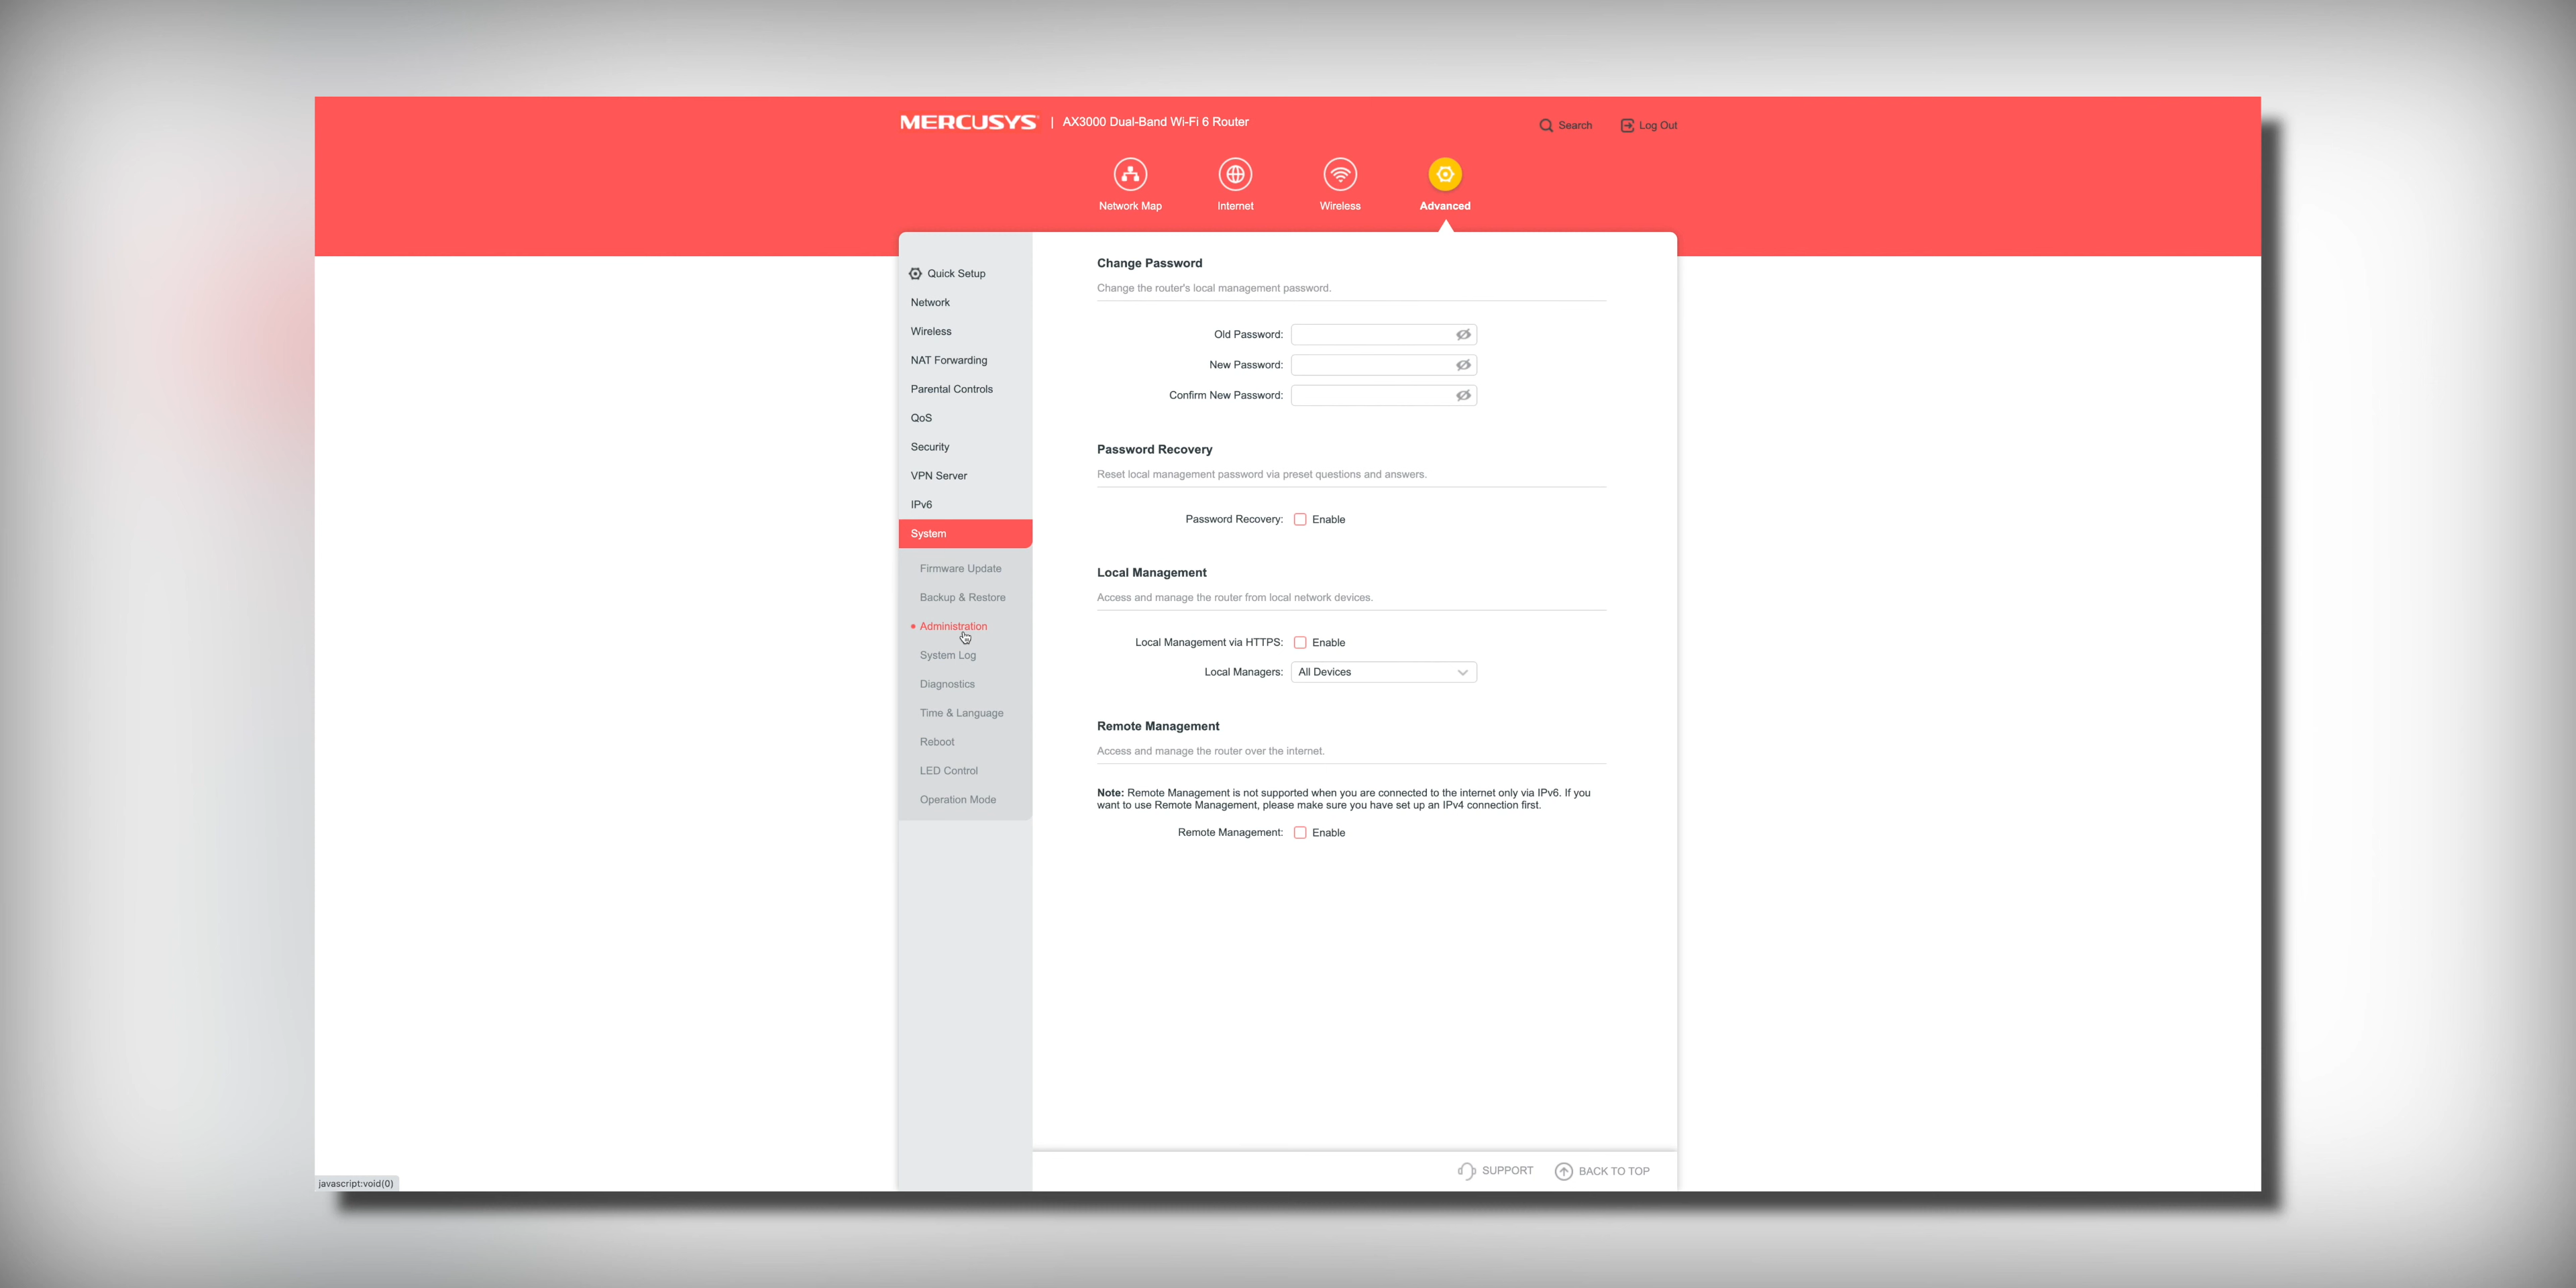 MERCUSYS | AX3000 Dual-Band Wi-Fi 6 Router
Search
Log Out
Network Map
Internet
Wireless
Advanced
Quick Setup
Network
Wireless
NAT Forwarding
Parental Controls
QoS
Security
VPN Server
IPv6
System
Firmware Update
Backup & Restore
Administration
System Log
Diagnostics
Time & Language
Reboot
LED Control
Operation Mode
Change Password
Change the router's local management password.
Old Password:
New Password:
Confirm New Password:
Password Recovery
Reset local management password via preset questions and answers.
Password Recovery: Enable
Local Management
Access and manage the router from local network devices.
Local Management via HTTPS: Enable
Local Managers: All Devices
Remote Management
Access and manage the router over the internet.
Note: Remote Management is not supported when you are connected to the internet only via IPv6. If you
want to use Remote Management, please make sure you have set up an IPv4 connection first.
Remote Management: Enable
SUPPORT
BACK TO TOP
javascript:void(0)